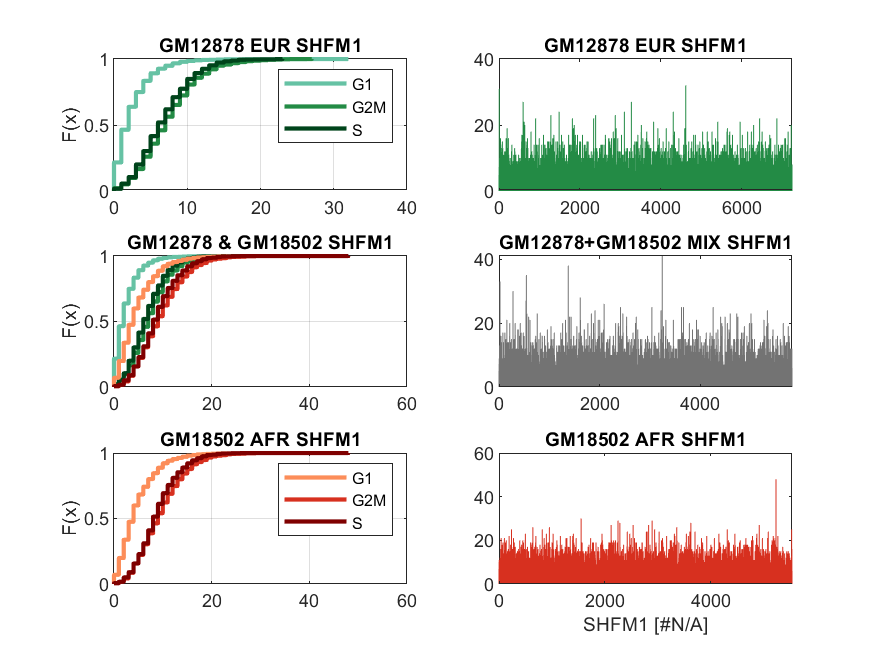 GM12878 EUR SHFM1
F(x)
1
0.5
0
0 10 20 30 40
G1
G2M
S
GM12878 EUR SHFM1
40
20
0
0 2000 4000 6000
GM12878 & GM18502 SHFM1
F(x)
1
0.5
0
0 20 40 60
GM12878+GM18502 MIX SHFM1
40
20
0
0 2000 4000
GM18502 AFR SHFM1
F(x)
1
0.5
0
0 20 40 60
G1
G2M
S
GM18502 AFR SHFM1
60
40
20
0
0 2000 4000
SHFM1 [#N/A]